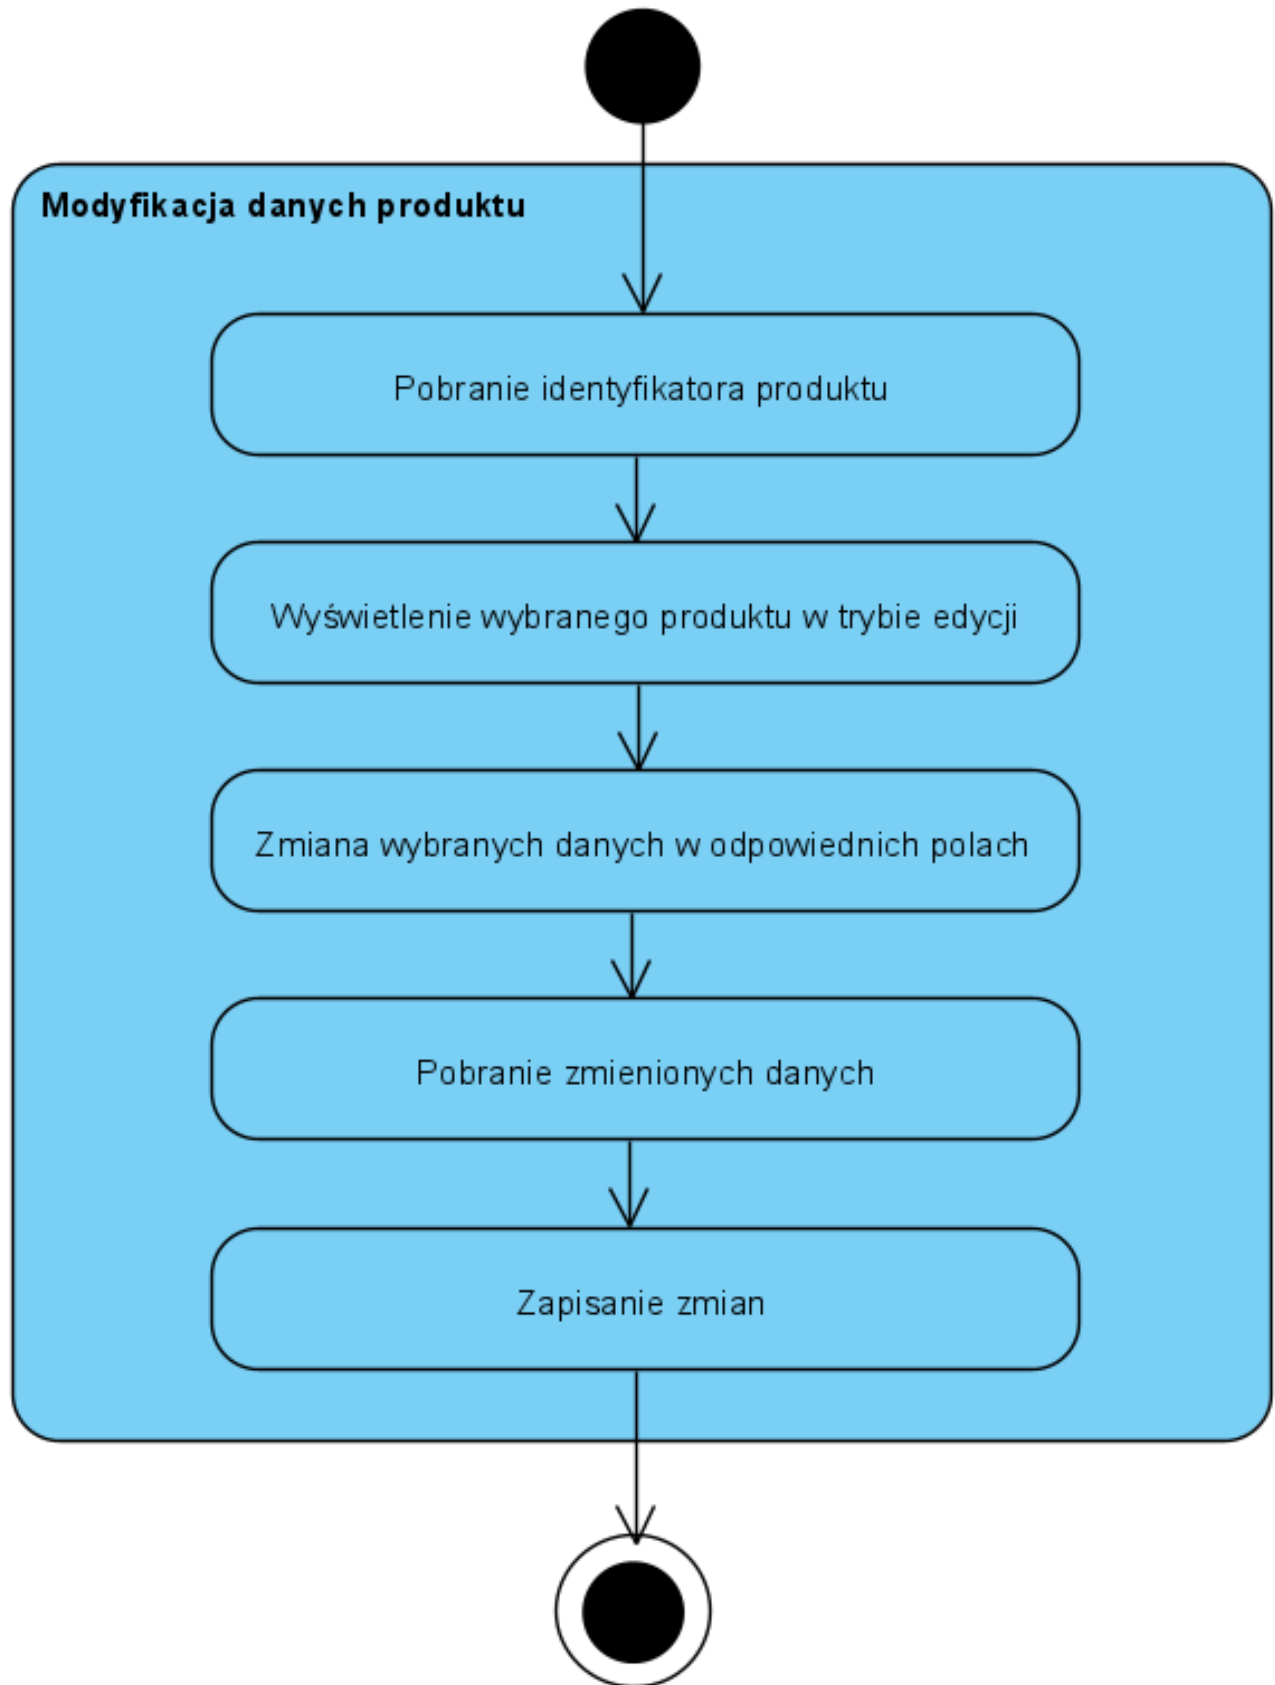 Modyfikacja danych produktu
Pobranie identyfikatora produktu
Wyświetlenie wybranego produktu w trybie edycji
Zmiana wybranych danych w odpowiednich polach
Pobranie zmienionych danych
Zapisanie zmian